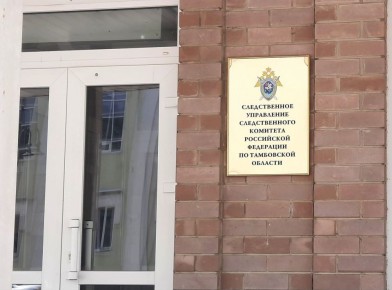 СЛЕДСТВЕННОЕ
УПРАВЛЕНИЕ
СЛЕДСТВЕННОГО
КОМИТЕТА
РОССИЙСКОЙ
ФЕДЕРАЦИИ
ПО ТАМБОВСКОЙ
ОБЛАСТИ